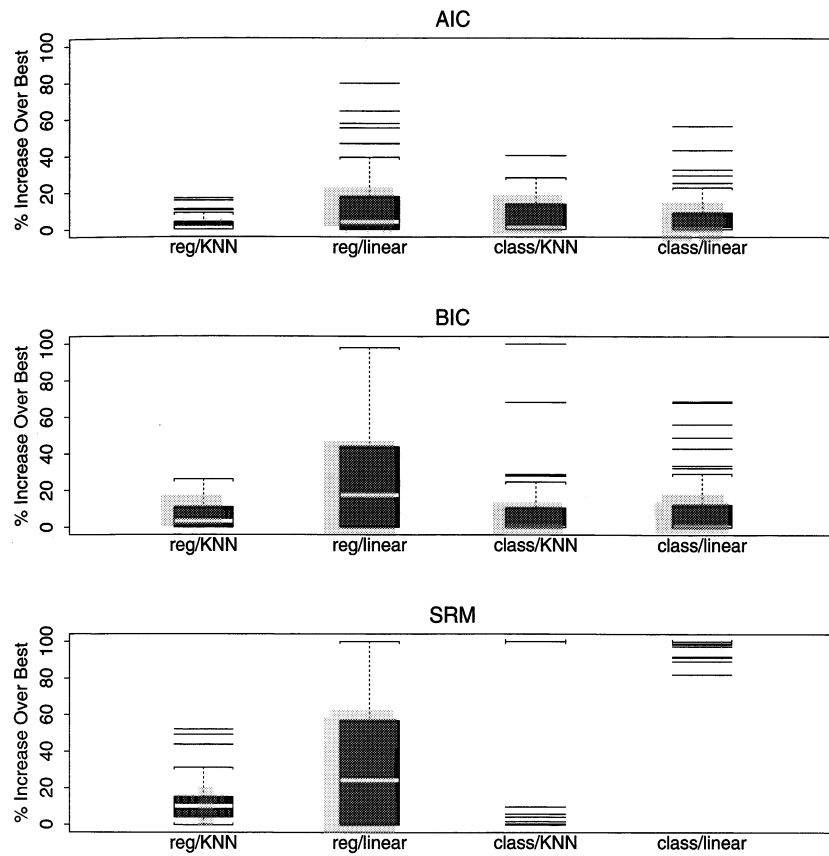 AIC
% Increase Over Best
100
80
60
40
20
0
reg/KNN reg/linear class/KNN class/linear
BIC
% Increase Over Best
100
80
60
40
20
0
reg/KNN reg/linear class/KNN class/linear
SRM
% Increase Over Best
100
80
60
40
20
0
reg/KNN reg/linear class/KNN class/linear